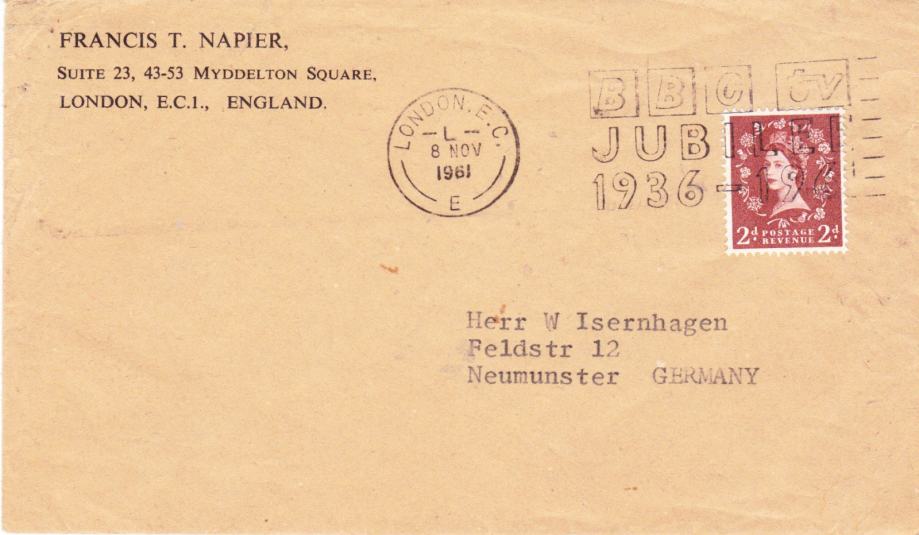 FRANCIS T. NAPIER,
SUITE 23, 43-53 MYDDELTON SQUARE,
LONDON, E.C.1., ENGLAND.
LONDON. E.C.
- L -
8 NOV
1961
E
BBC tv
JUBILEE
1936-196
2d POSTAGE REVENUE 2d
Herr W Isernhagen
Feldstr 12
Neumunster GERMANY